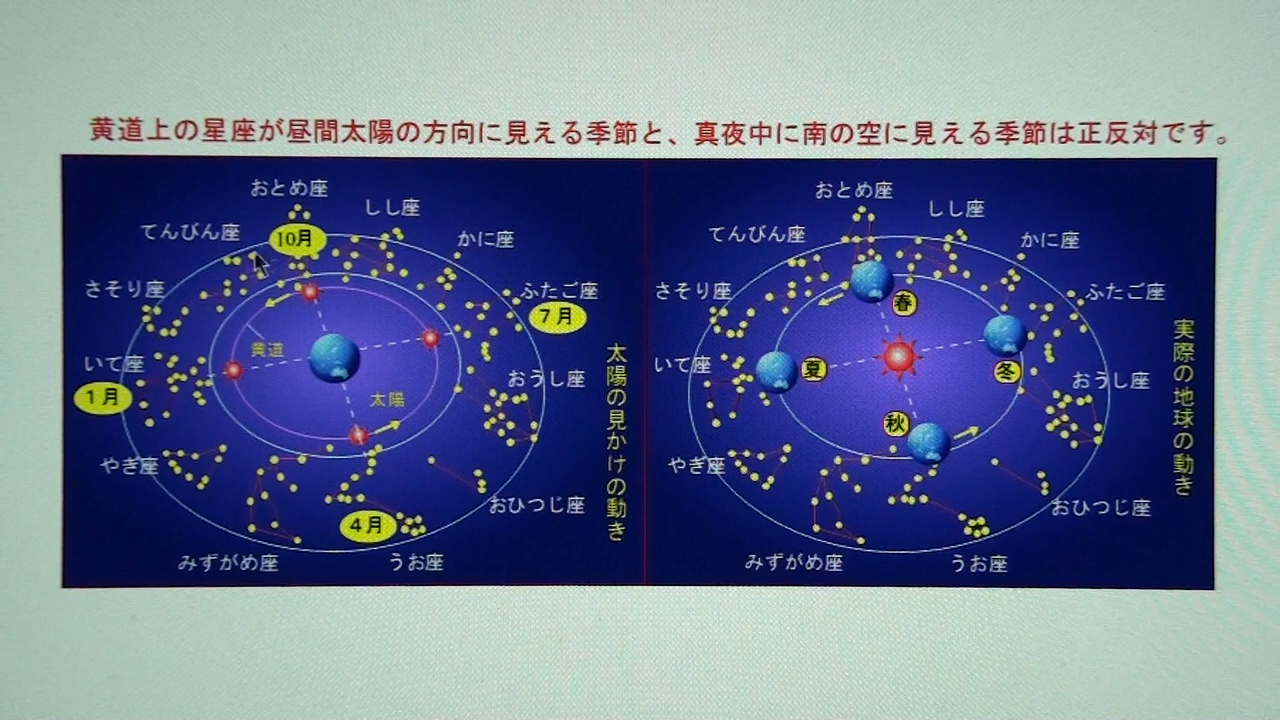 黄道上の星座が昼間太陽の方向に見える季節と、真夜中に南の空に見える季節は正反対です。
おとめ座
しし座
てんびん座
10月
かに座
さそり座
ふたご座
7月
黄道
いて座
おうし座
1月
太陽
やぎ座
おひつじ座
4月
みずがめ座
うお座
太陽の見かけの動き
おとめ座
しし座
てんびん座
かに座
さそり座
ふたご座
春
いて座
夏
冬
おうし座
秋
やぎ座
おひつじ座
みずがめ座
うお座
実際の地球の動き